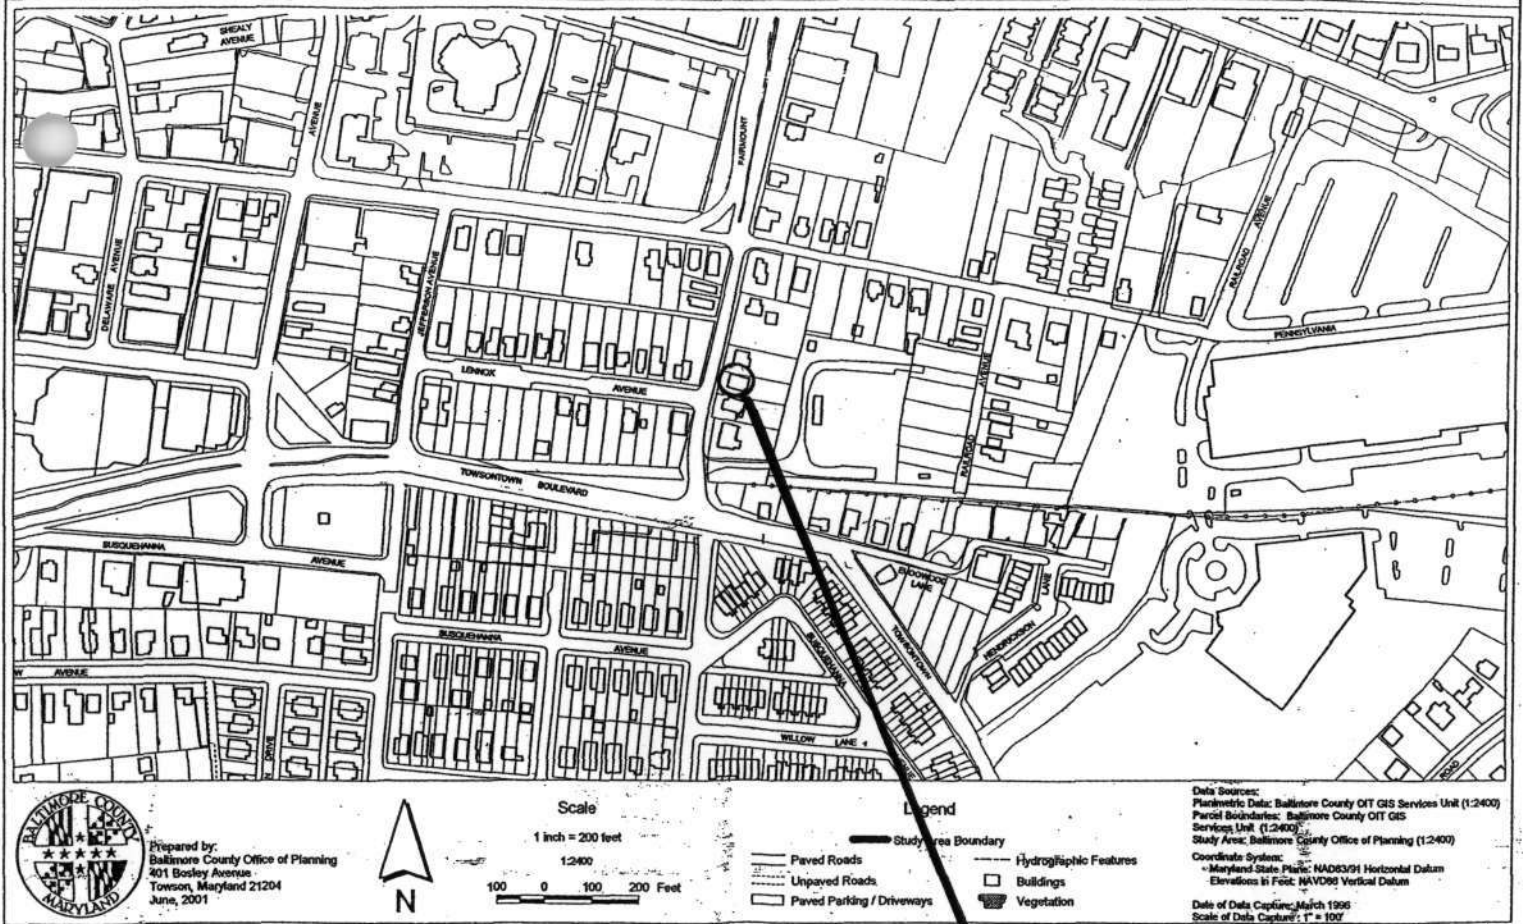 SHEALY
AVENUE
AVENUE
FAIRMOUNT
DELAWARE AVENUE
JEFFERSON AVENUE
RAILROAD AVENUE
PENNSYLVANIA
LENNOX AVENUE
RAILROAD AVENUE
TOWSONTOWN BOULEVARD
SUSQUEHANNA AVENUE
EUDOWOOD
LANE
HENDRICKSON LANE
TOWSONTOWN
SUSQUEHANNA AVENUE
SUSQUEHANNA AVENUE
W AVENUE
WILLOW LANE
N DRIVE
ROAD
BALTIMORE COUNTY
MARYLAND
Prepared by:
Baltimore County Office of Planning
401 Bosley Avenue
Towson, Maryland 21204
June, 2001
N
Scale
1 inch = 200 feet
1:2400
100 0 100 200 Feet
Legend
Study Area Boundary
Paved Roads
Unpaved Roads
Paved Parking / Driveways
Hydrographic Features
Buildings
Vegetation
Data Sources:
Planimetric Data: Baltimore County OIT GIS Services Unit (1:2400)
Parcel Boundaries: Baltimore County OIT GIS
Services Unit (1:2400)
Study Area: Baltimore County Office of Planning (1:2400)
Coordinate System:
Maryland State Plane: NAD83/91 Horizontal Datum
Elevations in Feet: NAVD88 Vertical Datum
Date of Data Capture: March 1996
Scale of Data Capture: 1" = 100'